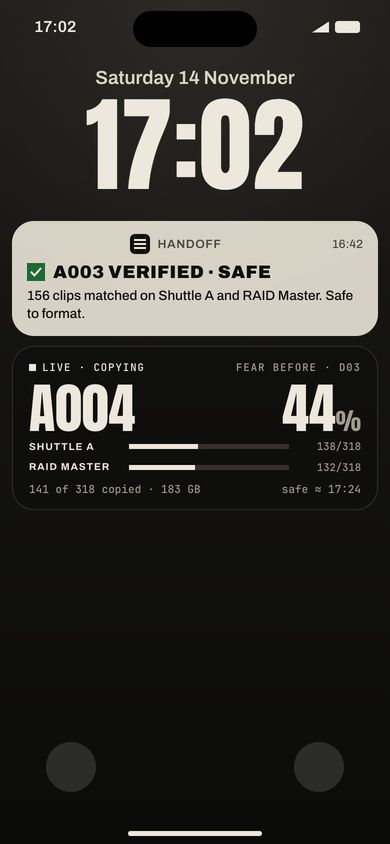 17:02
Saturday 14 November
17:02
HANDOFF 16:42
A003 VERIFIED · SAFE
156 clips matched on Shuttle A and RAID Master. Safe
to format.
LIVE · COPYING FEAR BEFORE · D03
A004 44%
SHUTTLE A 138/318
RAID MASTER 132/318
141 of 318 copied · 183 GB safe ≈ 17:24